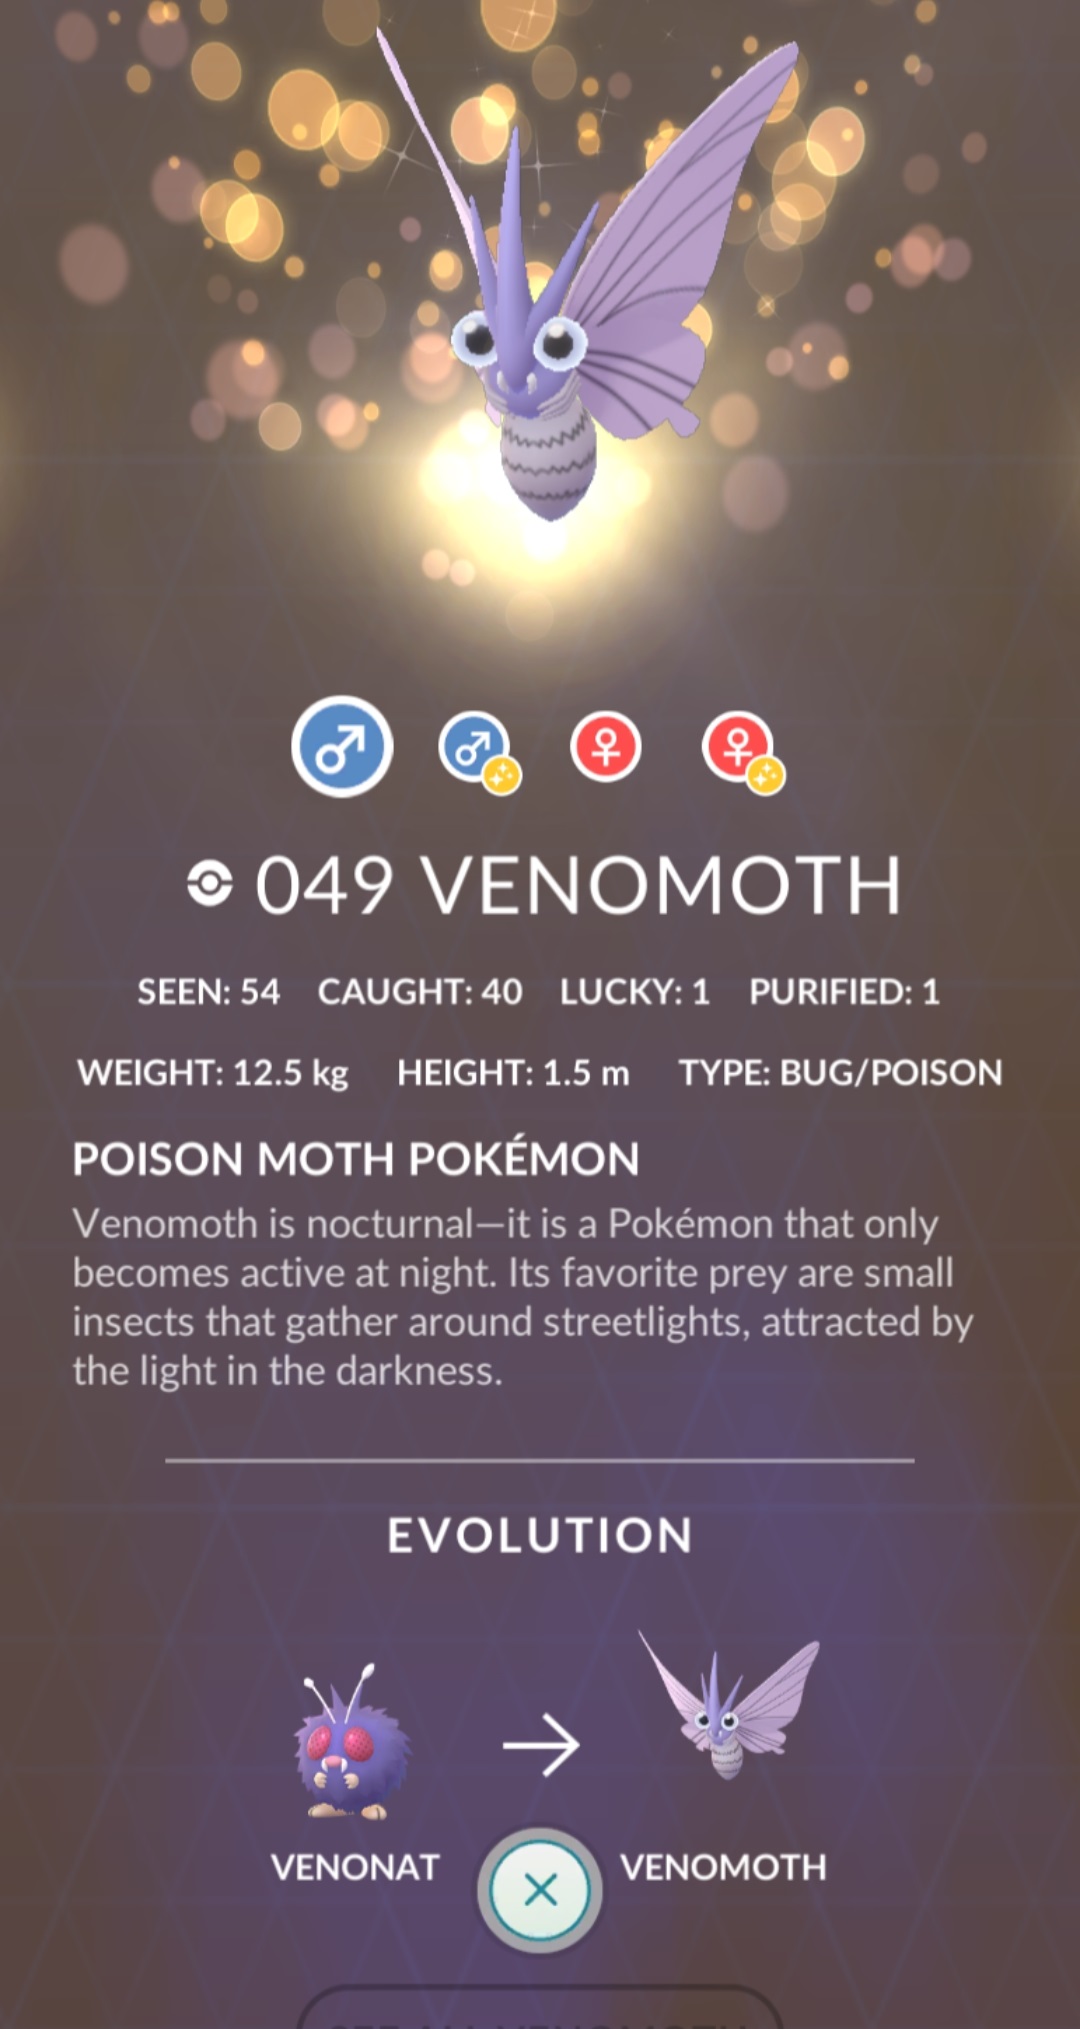 049 VENOMOTH
SEEN: 54 CAUGHT: 40 LUCKY: 1 PURIFIED: 1
WEIGHT: 12.5 kg HEIGHT: 1.5 m TYPE: BUG/POISON
POISON MOTH POKÉMON
Venomoth is nocturnal—it is a Pokémon that only
becomes active at night. Its favorite prey are small
insects that gather around streetlights, attracted by
the light in the darkness.
EVOLUTION
VENONAT VENOMOTH